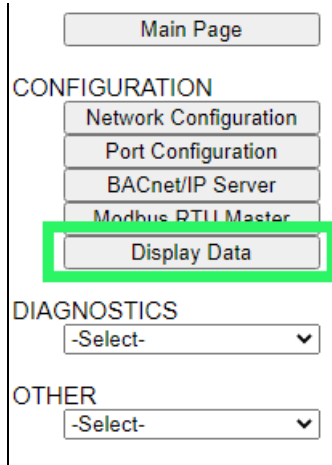 Main Page
CONFIGURATION
Network Configuration
Port Configuration
BACnet/IP Server
Modbus RTU Master
Display Data
DIAGNOSTICS
-Select-
OTHER
-Select-